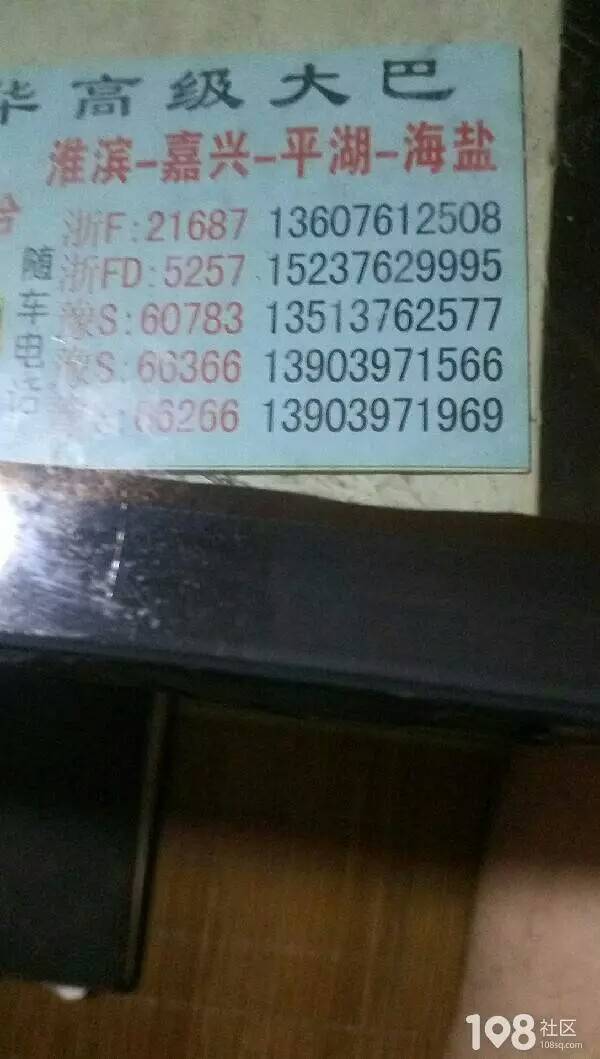 华高级大巴
淮滨-嘉兴-平湖-海盐
随车电话
浙F:21687 13607612508
浙FD:5257 15237629995
豫S:60783 13513762577
豫S:66366 13903971566
66266 13903971969
108社区
108sq.com